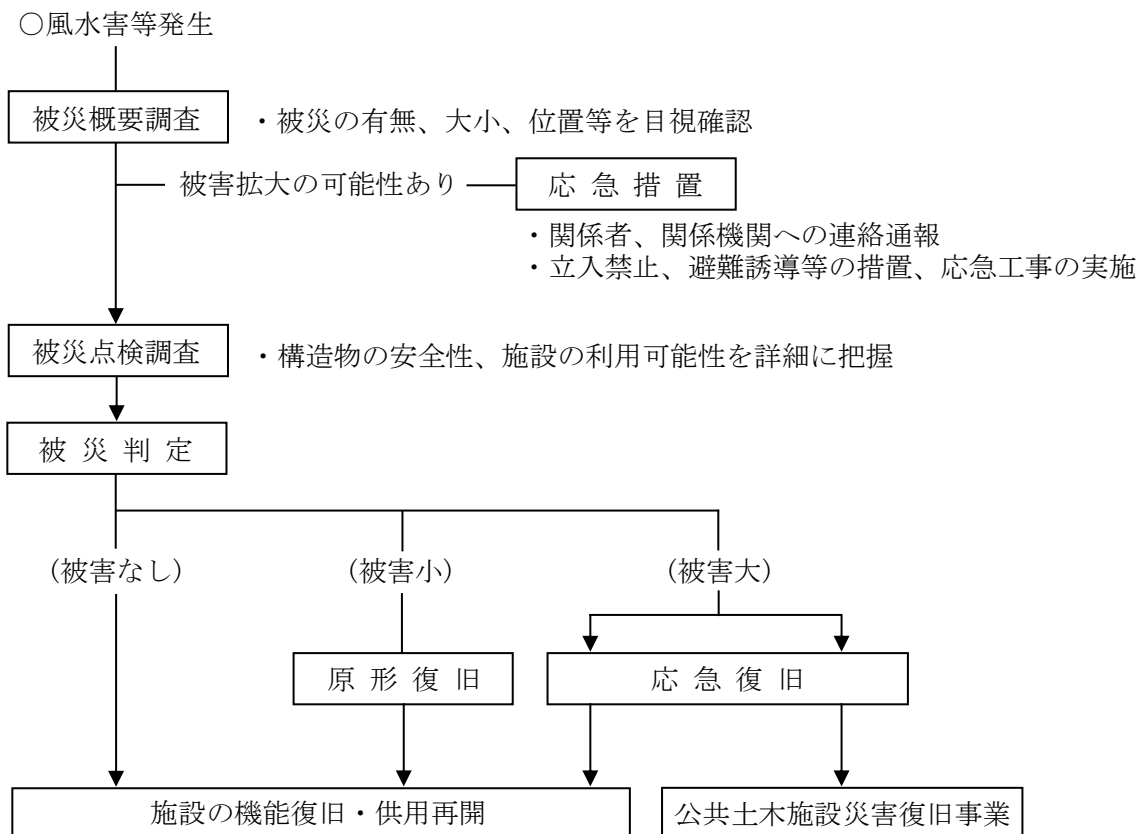 ○風水害等発生
被災概要調査
・被災の有無、大小、位置等を目視確認
被害拡大の可能性あり
応 急 措 置
・関係者、関係機関への連絡通報
・立入禁止、避難誘導等の措置、応急工事の実施
被災点検調査
・構造物の安全性、施設の利用可能性を詳細に把握
被 災 判 定
(被害なし)
(被害小)
(被害大)
原 形 復 旧
応 急 復 旧
施設の機能復旧・供用再開
公共土木施設災害復旧事業